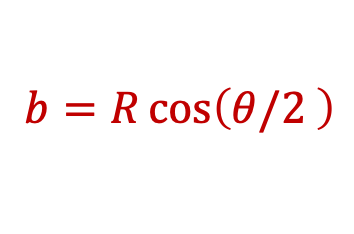 b = R cos(θ/2 )